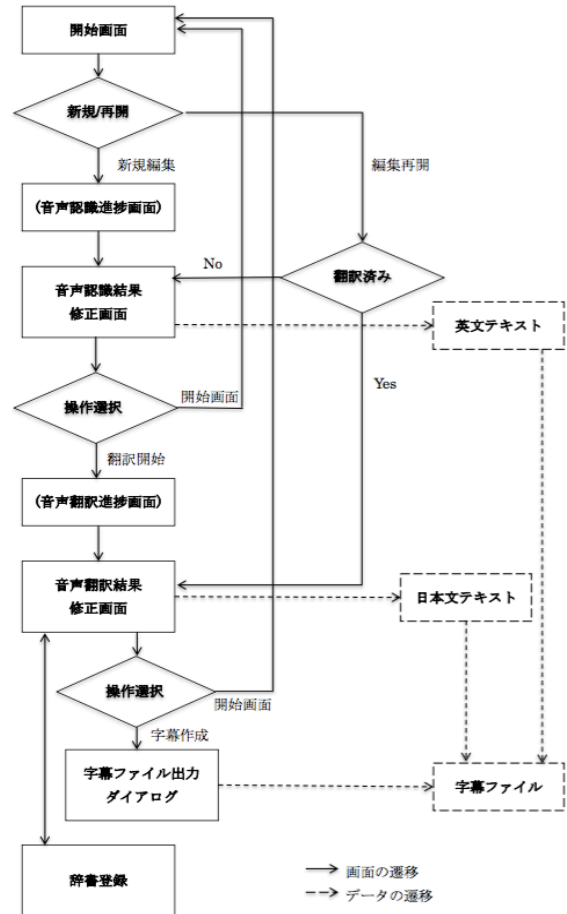 開始画面
新規/再開
新規編集
編集再開
(音声認識進捗画面)
No
翻訳済み
音声認識結果
修正画面
英文テキスト
Yes
操作選択
開始画面
翻訳開始
(音声翻訳進捗画面)
音声翻訳結果
修正画面
日本文テキスト
操作選択
開始画面
字幕作成
字幕ファイル出力
ダイアログ
字幕ファイル
辞書登録
画面の遷移
データの遷移